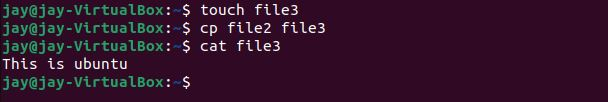 jay@jay-VirtualBox:~$ touch file3
jay@jay-VirtualBox:~$ cp file2 file3
jay@jay-VirtualBox:~$ cat file3
This is ubuntu
jay@jay-VirtualBox:~$